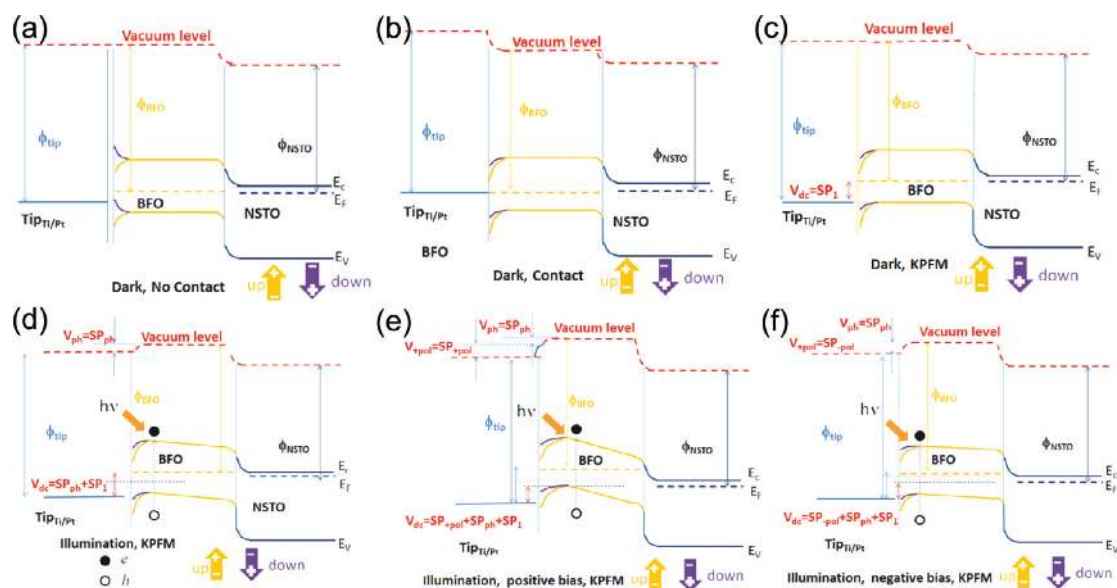 (a)
Vacuum level
ϕBFO
ϕtip
ϕNSTO
Ec
EF
BFO
NSTO
TipTi/Pt
EV
Dark, No Contact
up
down
(b)
Vacuum level
ϕBFO
ϕtip
ϕNSTO
Ec
EF
BFO
TipTi/Pt
NSTO
BFO
EV
Dark, Contact
up
down
(c)
Vacuum level
ϕBFO
ϕtip
ϕNSTO
Ec
EF
Vdc=SP1
BFO
TipTi/Pt
NSTO
EV
Dark, KPFM
up
down
(d)
Vph=SPph
Vacuum level
hν
ϕBFO
ϕtip
ϕNSTO
BFO
Vdc=SPph+SP1
TipTi/Pt
NSTO
EV
Illumination, KPFM
e
h
up
down
(e)
Vph=SPph
Vacuum level
V+pol=SP+pol
hν
ϕBFO
ϕtip
ϕNSTO
BFO
Ec
EF
Vdc=SP+pol+SPph+SP1
TipTi/Pt
EV
Illumination, positive bias, KPFM
up
down
(f)
Vph=SPph
Vacuum level
V+pol=SP-pol
hν
ϕBFO
ϕtip
ϕNSTO
BFO
Ec
EF
Vdc=SP-pol+SPph+SP1
TipTi/Pt
EV
Illumination, negative bias, KPFM
up
down